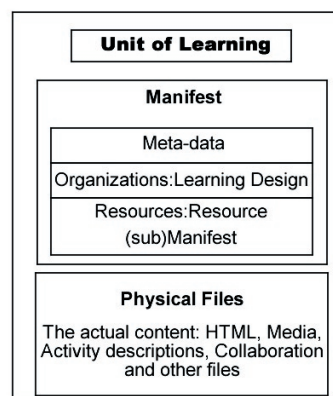 Unit of Learning
Manifest
Meta-data
Organizations:Learning Design
Resources:Resource
(sub)Manifest
Physical Files
The actual content: HTML, Media,
Activity descriptions, Collaboration
and other files